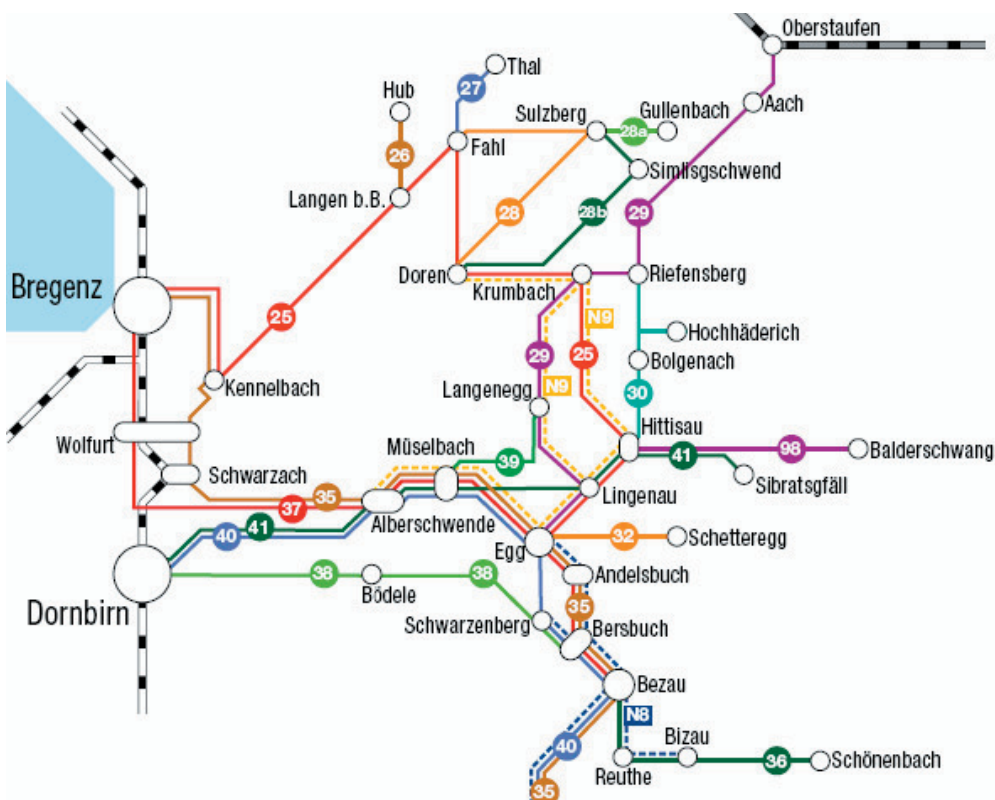 Oberstaufen
Thal
27
Hub
Aach
Sulzberg
Gullenbach
28a
Fahl
26
Simlisgschwend
Langen b.B.
28
28b
29
Doren
Krumbach
Riefensberg
Bregenz
25
N9
Hochhäderich
29
25
Bolgenach
Kennelbach
N9
30
Langenegg
Hittisau
Wolfurt
Müselbach
98
Balderschwang
39
41
Schwarzach
Sibratsgfäll
35
Lingenau
37
Alberschwende
41
40
Egg
32
Schetteregg
38
38
Andelsbuch
Bödele
35
Dornbirn
Schwarzenberg
Bersbuch
Bezau
N8
40
Bizau
Reuthe
36
Schönenbach
35